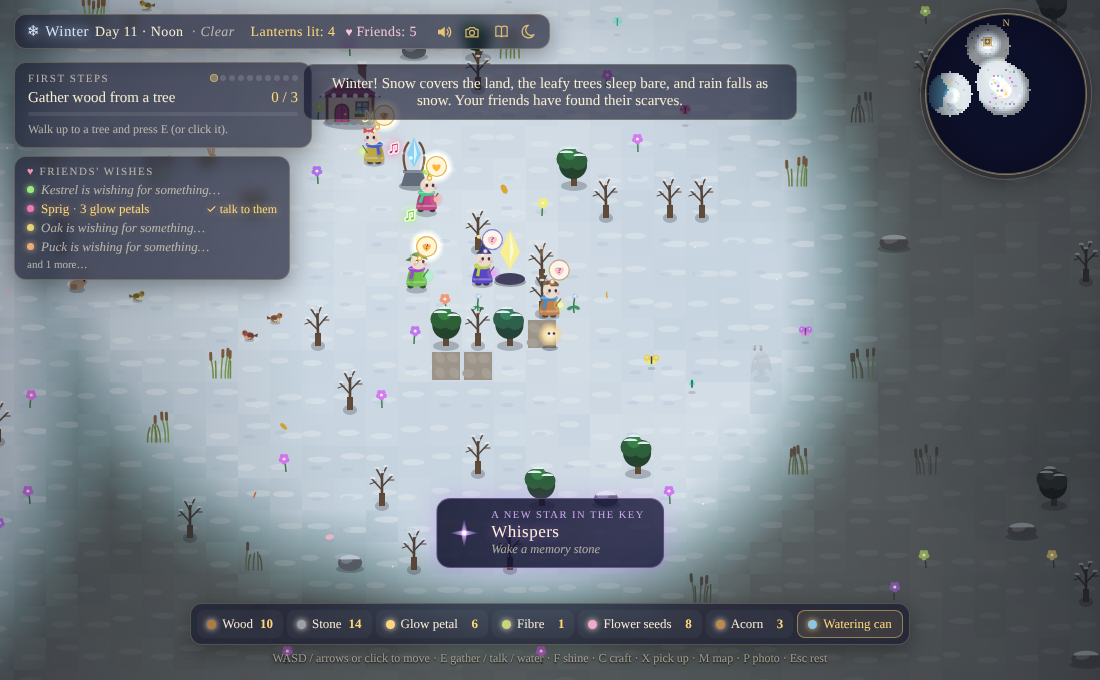 ❄ Winter Day 11 · Noon · Clear Lanterns lit: 4 ♥ Friends: 5
N
FIRST STEPS
Gather wood from a tree 0 / 3
Walk up to a tree and press E (or click it).
Winter! Snow covers the land, the leafy trees sleep bare, and rain falls as
snow. Your friends have found their scarves.
♥ FRIENDS' WISHES
Kestrel is wishing for something…
Sprig · 3 glow petals ✓ talk to them
Oak is wishing for something…
Puck is wishing for something…
and 1 more…
A NEW STAR IN THE KEY
Whispers
Wake a memory stone
Wood 10 Stone 14 Glow petal 6 Fibre 1 Flower seeds 8 Acorn 3 Watering can
WASD / arrows or click to move · E gather / talk / water · F shine · C craft · X pick up · M map · P photo · Esc rest